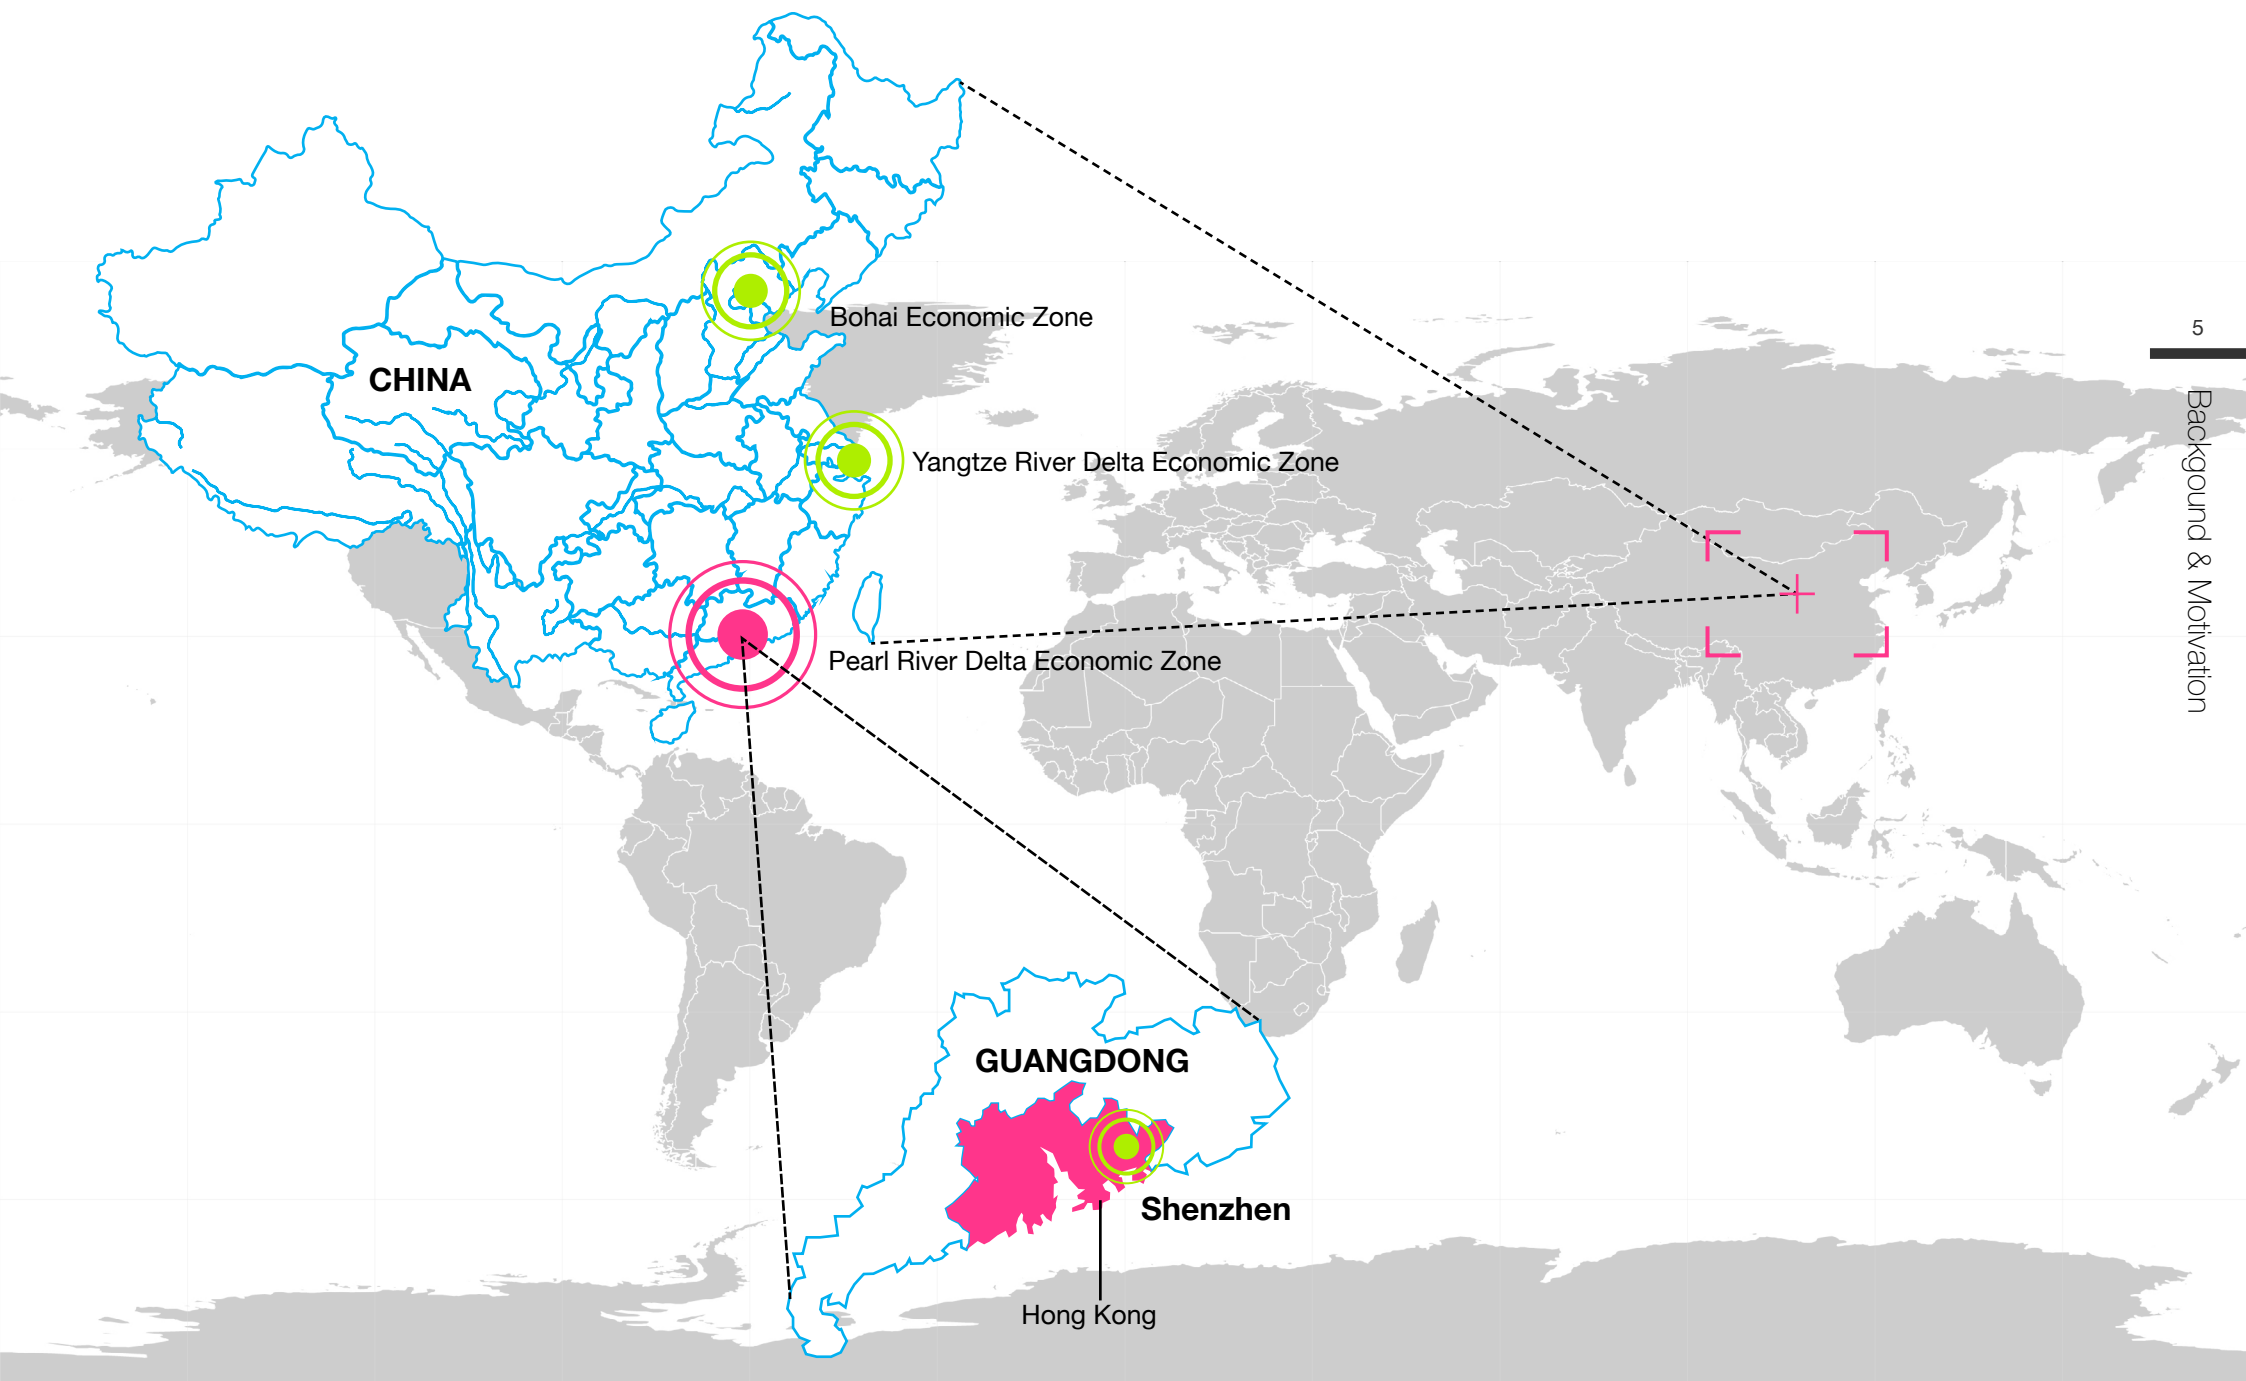 Bohai Economic Zone
5
CHINA
Yangtze River Delta Economic Zone
Backgound & Motivation
Pearl River Delta Economic Zone
GUANGDONG
Shenzhen
Hong Kong